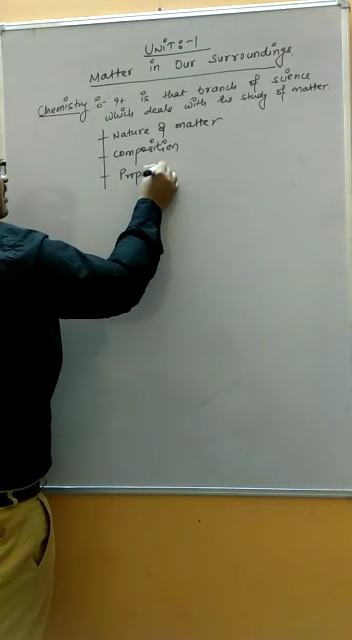 UNIT:-1
Matter in Our Surroundings
Chemistry :- It is that branch of science
which deals with the study of matter.
Nature of matter
Composition
Prop